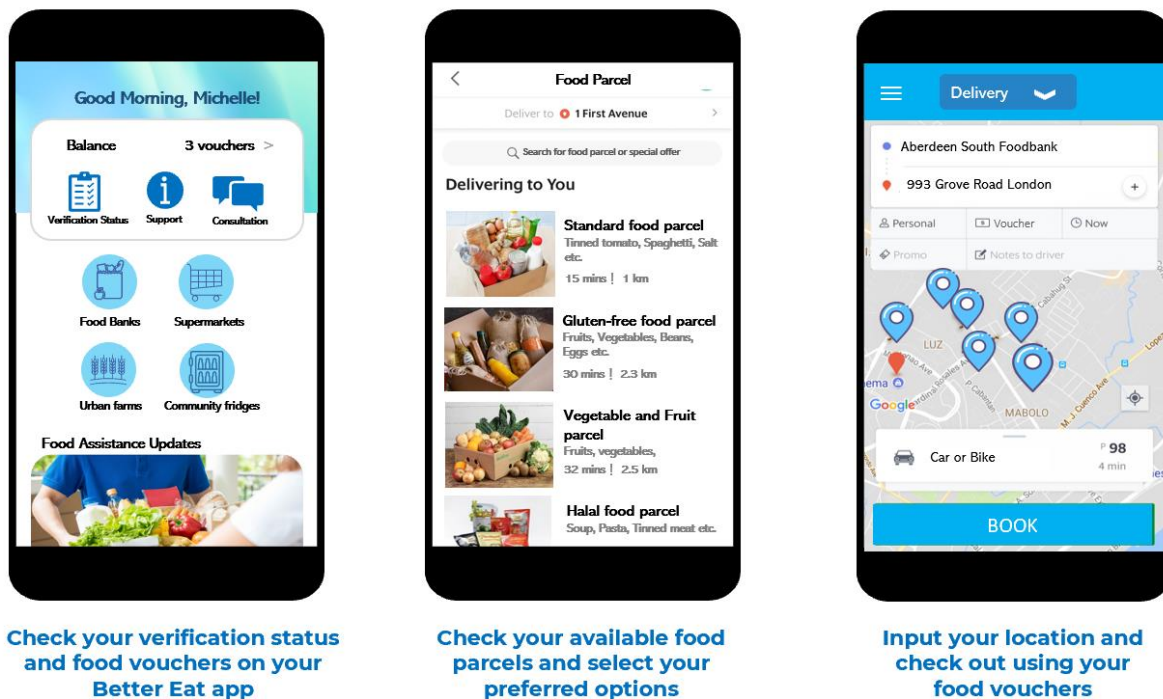 Good Morning, Michelle!
Balance
3 vouchers >
Verification Status
Support
Consultation
Food Banks
Supermarkets
Urban farms
Community fridges
Food Assistance Updates
Check your verification status
and food vouchers on your
Better Eat app
Food Parcel
Deliver to 1 First Avenue
Search for food parcel or special offer
Delivering to You
Standard food parcel
Tinned tomato, Spaghetti, Salt
etc.
15 mins | 1 km
Gluten-free food parcel
Fruits, Vegetables, Beans,
Eggs etc.
30 mins | 2.3 km
Vegetable and Fruit
parcel
Fruits, vegetables,
32 mins | 2.5 km
Halal food parcel
Soup, Pasta, Tinned meat etc.
Check your available food
parcels and select your
preferred options
Delivery
Aberdeen South Foodbank
993 Grove Road London
Personal
Voucher
Now
Promo
Notes to driver
Cabahug St
LUZ
Google
P. Cabantan
MABOLO
M. J. Cuenco Ave
Car or Bike
P 98
4 min
BOOK
Input your location and
check out using your
food vouchers